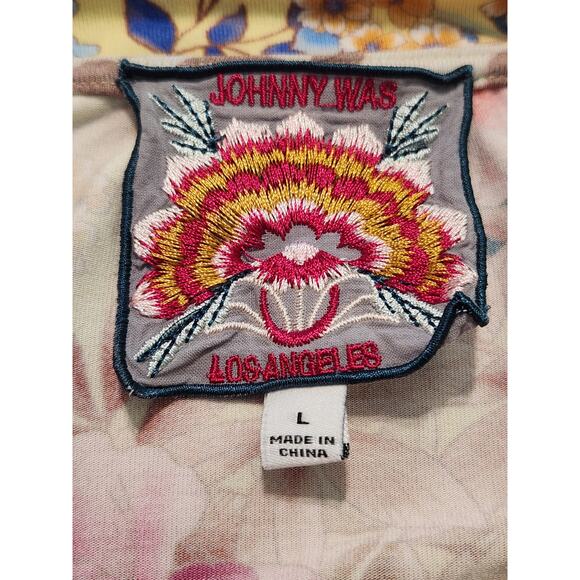 JOHNNY WAS
LOS ANGELES
L
MADE IN
CHINA